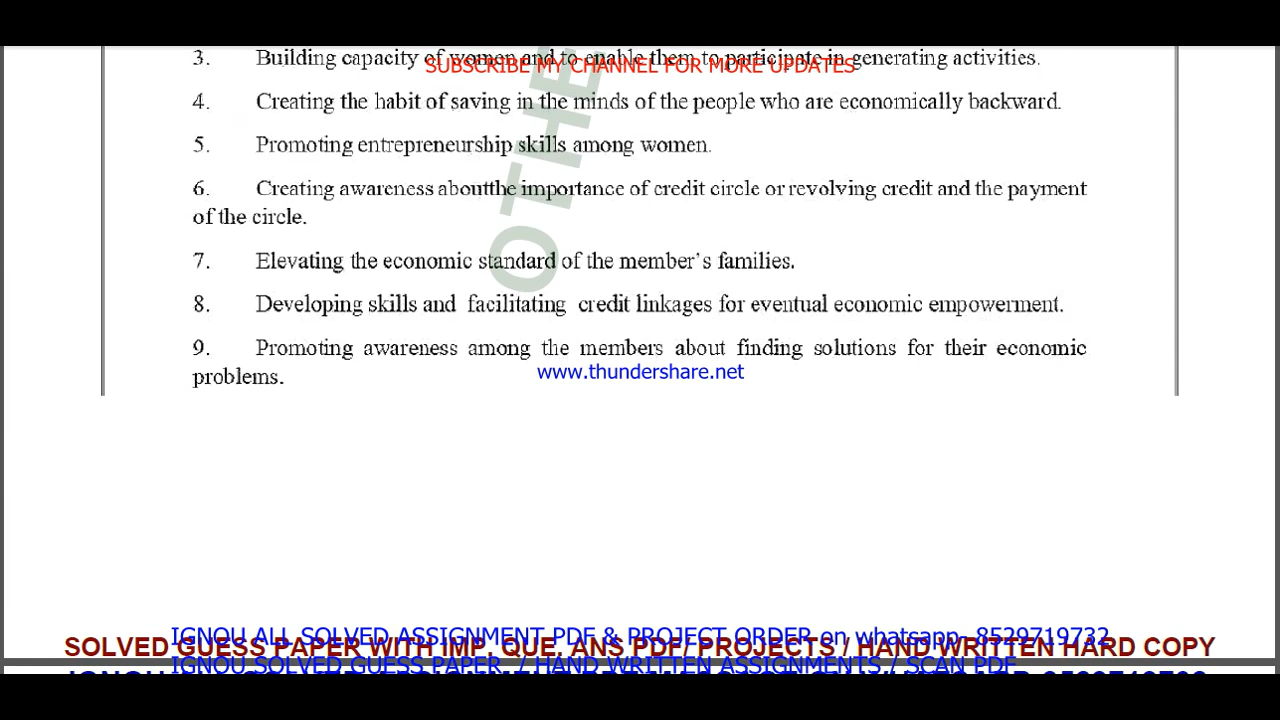 3. Building capacity of women and to enable them to participate in generating activities.
SUBSCRIBE MY CHANNEL FOR MORE UPDATES
4. Creating the habit of saving in the minds of the people who are economically backward.
5. Promoting entrepreneurship skills among women.
6. Creating awareness aboutthe importance of credit circle or revolving credit and the payment
of the circle.
OTHE
7. Elevating the economic standard of the member's families.
8. Developing skills and facilitating credit linkages for eventual economic empowerment.
9. Promoting awareness among the members about finding solutions for their economic
www.thundershare.net
problems.
IGNOU ALL SOLVED ASSIGNMENT PDF & PROJECT ORDER on whatsapp- 8529719732
SOLVED GUESS PAPER WITH IMP. QUE. ANS PDF/ PROJECTS / HAND WRITTEN HARD COPY
IGNOU SOLVED GUESS PAPER / HAND WRITTEN ASSIGNMENTS / SCAN PDF